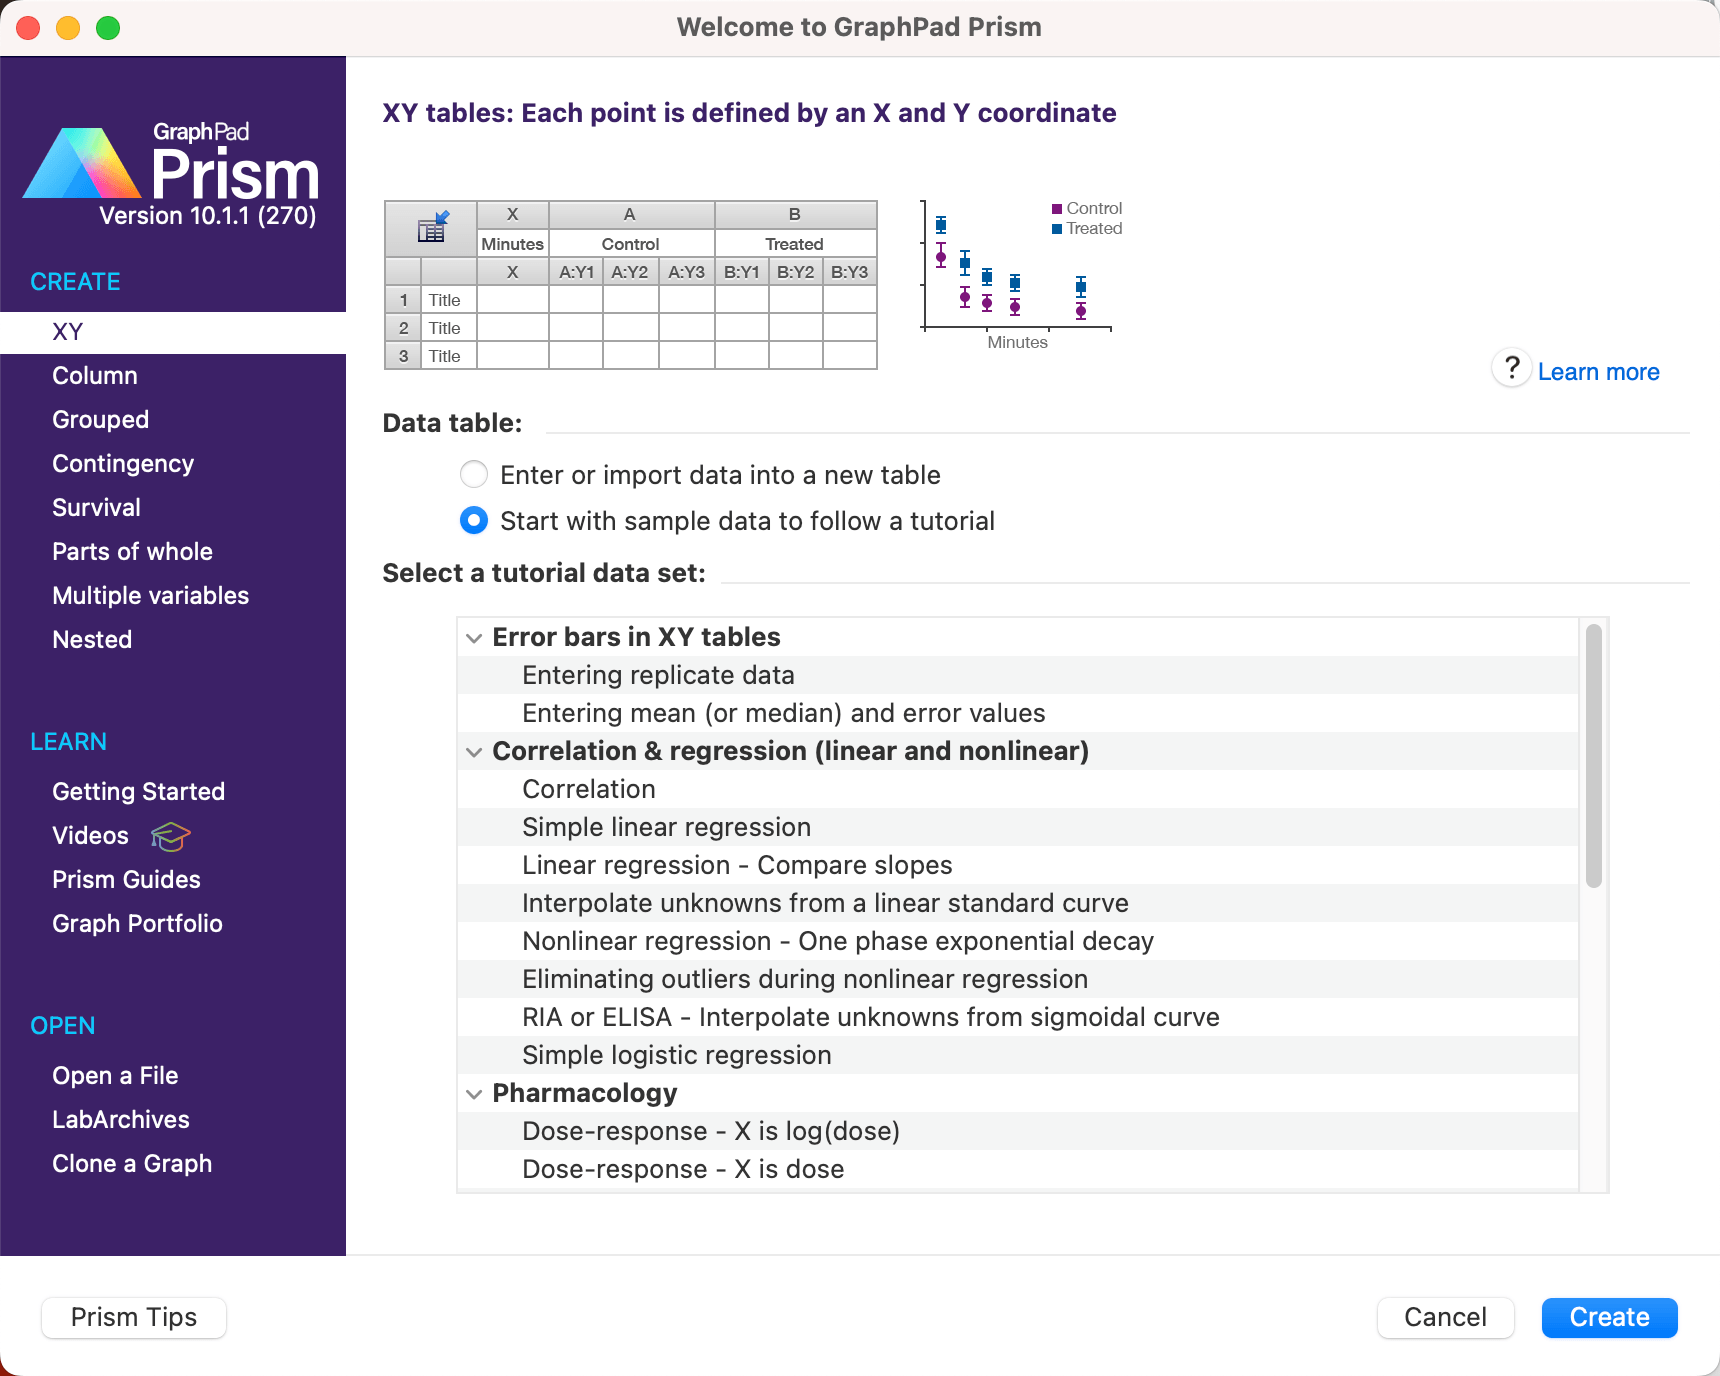 Welcome to GraphPad Prism
GraphPad
Prism
Version 10.1.1 (270)
CREATE
XY
Column
Grouped
Contingency
Survival
Parts of whole
Multiple variables
Nested
LEARN
Getting Started
Videos
Prism Guides
Graph Portfolio
OPEN
Open a File
LabArchives
Clone a Graph
XY tables: Each point is defined by an X and Y coordinate
X A B
Minutes Control Treated
X A:Y1 A:Y2 A:Y3 B:Y1 B:Y2 B:Y3
1 Title
2 Title
3 Title
Control
Treated
Minutes
? Learn more
Data table:
Enter or import data into a new table
Start with sample data to follow a tutorial
Select a tutorial data set:
Error bars in XY tables
Entering replicate data
Entering mean (or median) and error values
Correlation & regression (linear and nonlinear)
Correlation
Simple linear regression
Linear regression - Compare slopes
Interpolate unknowns from a linear standard curve
Nonlinear regression - One phase exponential decay
Eliminating outliers during nonlinear regression
RIA or ELISA - Interpolate unknowns from sigmoidal curve
Simple logistic regression
Pharmacology
Dose-response - X is log(dose)
Dose-response - X is dose
Prism Tips
Cancel
Create